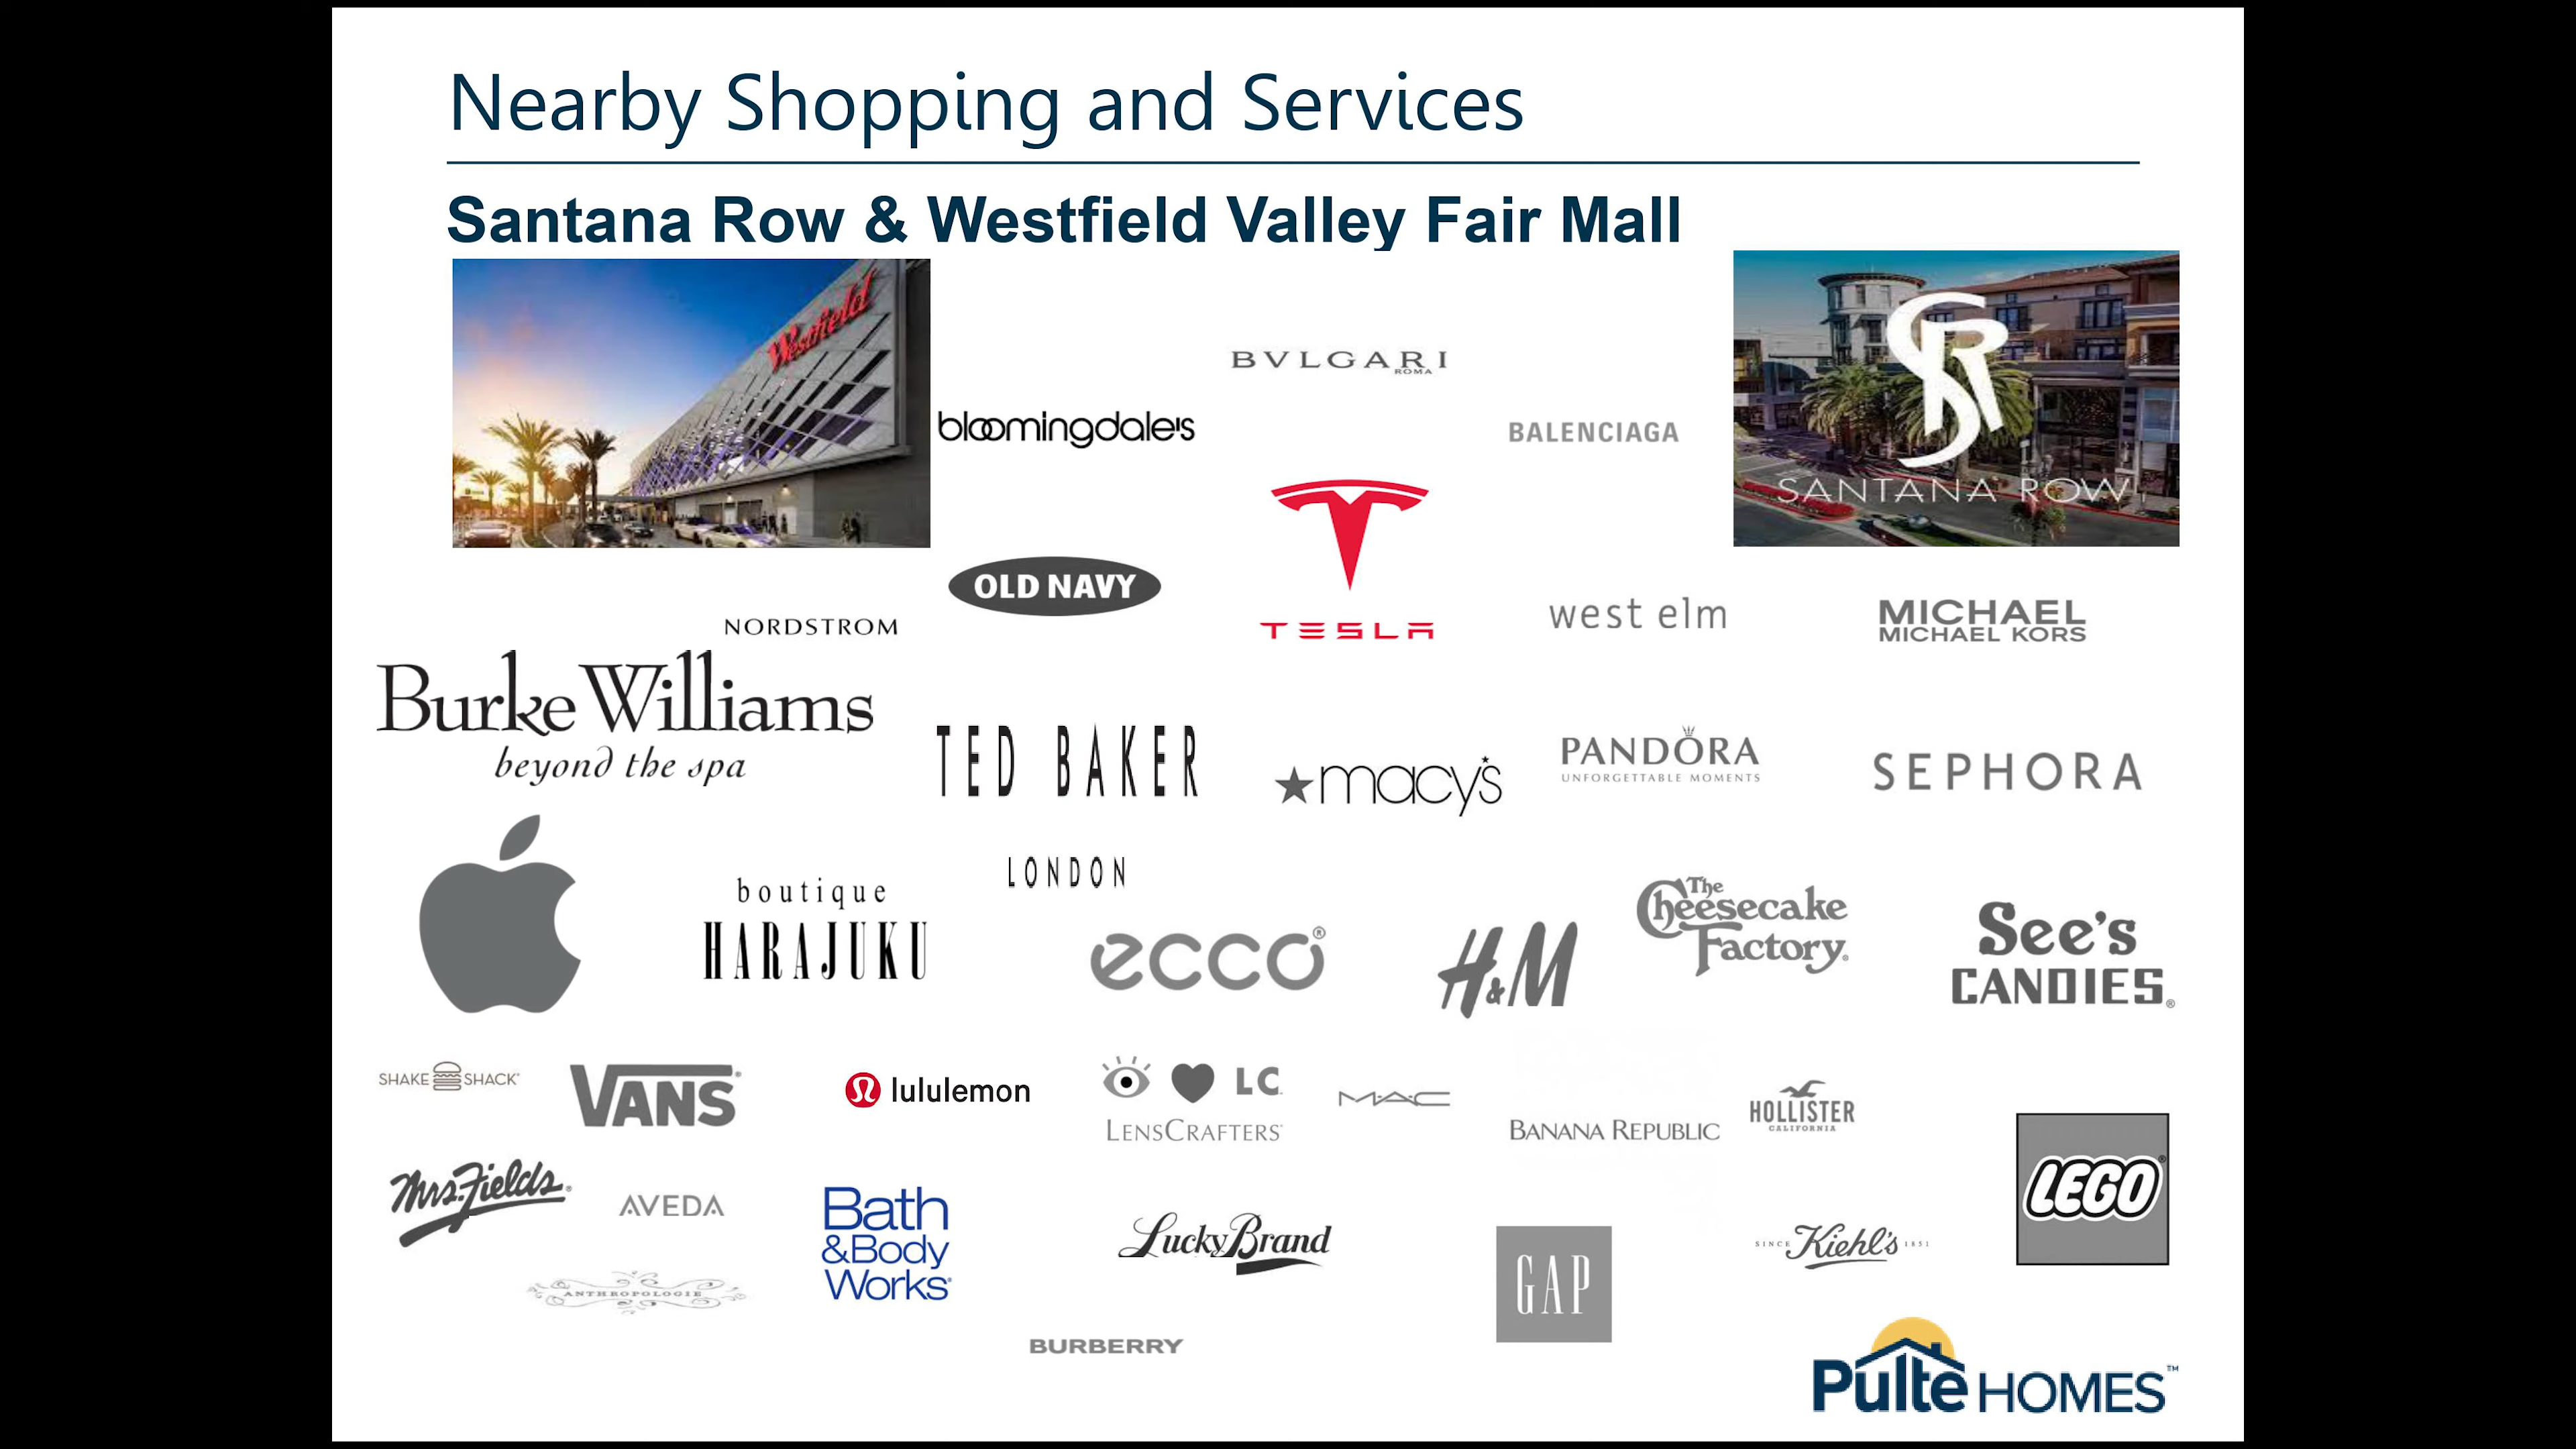 Nearby Shopping and Services
Santana Row & Westfield Valley Fair Mall
Westfield
BVLGARI
ROMA
bloomingdale's
BALENCIAGA
SR
SANTANA ROW
OLD NAVY
NORDSTROM
TESLA
west elm
MICHAEL
MICHAEL KORS
Burke Williams
beyond the spa
TED BAKER
LONDON
★macy's
PANDORA
UNFORGETTABLE MOMENTS
SEPHORA
boutique
HARAJUKU
ecco®
H&M
The
Cheesecake
Factory®
See's
CANDIES®
SHAKE SHACK
VANS
lululemon
LC
LENSCRAFTERS
MAC
BANANA REPUBLIC
HOLLISTER
CALIFORNIA
LEGO®
Mrs. Fields®
AVEDA
Bath
&Body
Works®
Lucky Brand
GAP
SINCE Kiehl's 1851
ANTHROPOLOGIE
BURBERRY
Pulte HOMES™